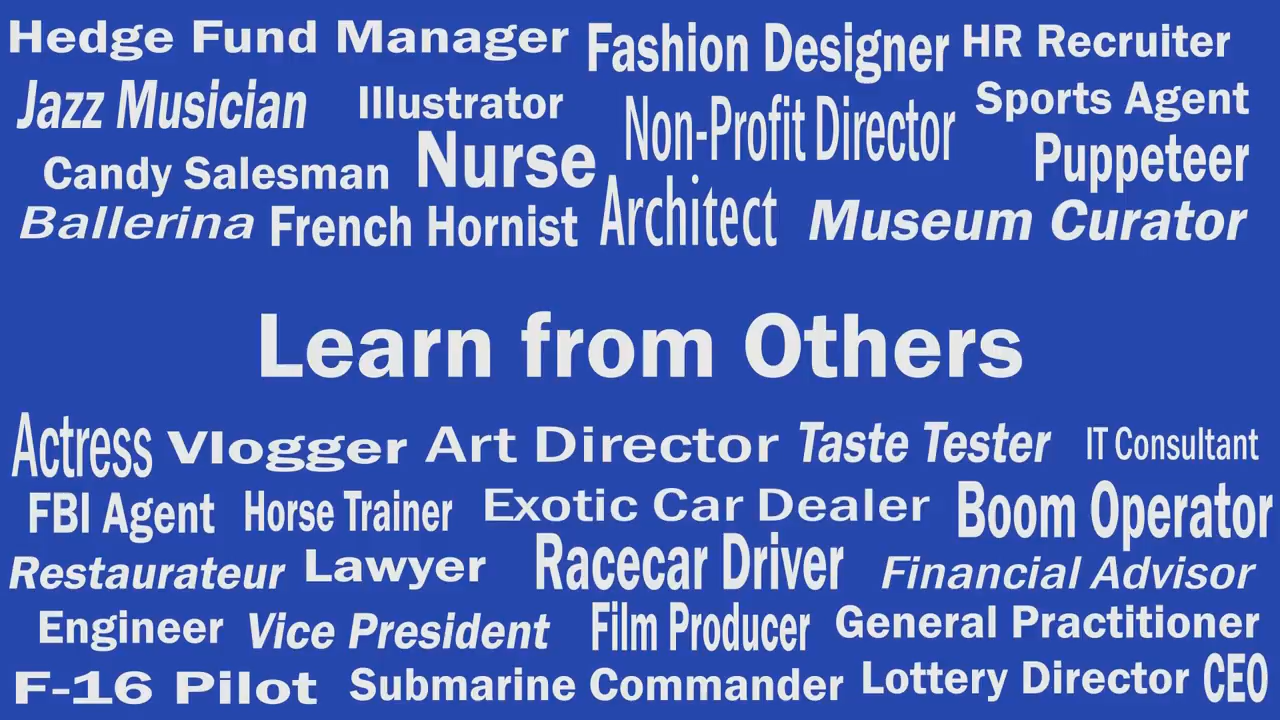 Hedge Fund Manager Fashion Designer HR Recruiter
Jazz Musician Illustrator Non-Profit Director Sports Agent
Candy Salesman Nurse Puppeteer
Ballerina French Hornist Architect Museum Curator
Learn from Others
Actress Vlogger Art Director Taste Tester IT Consultant
FBI Agent Horse Trainer Exotic Car Dealer Boom Operator
Restaurateur Lawyer Racecar Driver Financial Advisor
Engineer Vice President Film Producer General Practitioner
F-16 Pilot Submarine Commander Lottery Director CEO